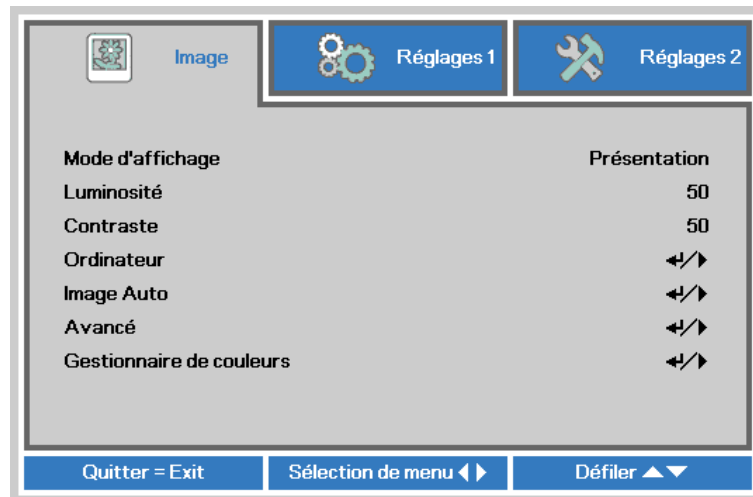 Image Réglages 1 Réglages 2
Mode d'affichage Présentation
Luminosité 50
Contraste 50
Ordinateur
Image Auto
Avancé
Gestionnaire de couleurs
Quitter = Exit Sélection de menu Défiler